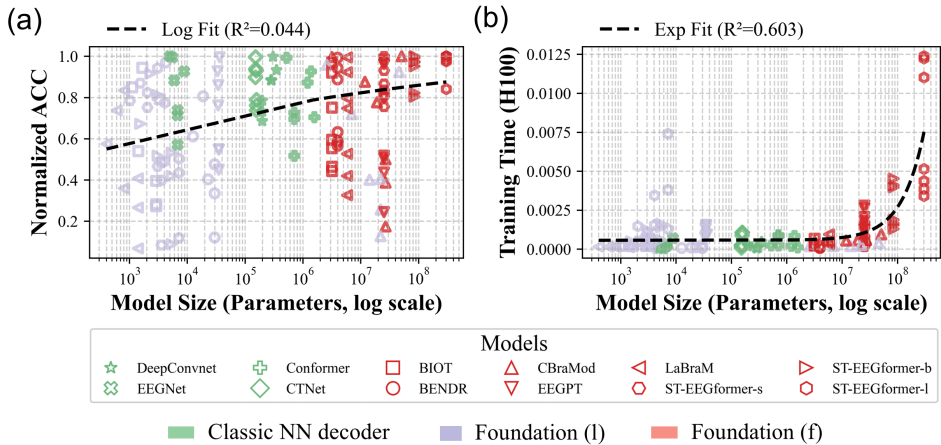 (a)
Log Fit (R²=0.044)
Normalized ACC
1.0
0.8
0.6
0.4
0.2
10³ 10⁴ 10⁵ 10⁶ 10⁷ 10⁸
Model Size (Parameters, log scale)
(b)
Exp Fit (R²=0.603)
Training Time (H100)
0.0125
0.0100
0.0075
0.0050
0.0025
0.0000
10³ 10⁴ 10⁵ 10⁶ 10⁷ 10⁸
Model Size (Parameters, log scale)
Models
DeepConvnet Conformer BIOT CBraMod LaBraM ST-EEGformer-b
EEGNet CTNet BENDR EEGPT ST-EEGformer-s ST-EEGformer-l
Classic NN decoder Foundation (l) Foundation (f)